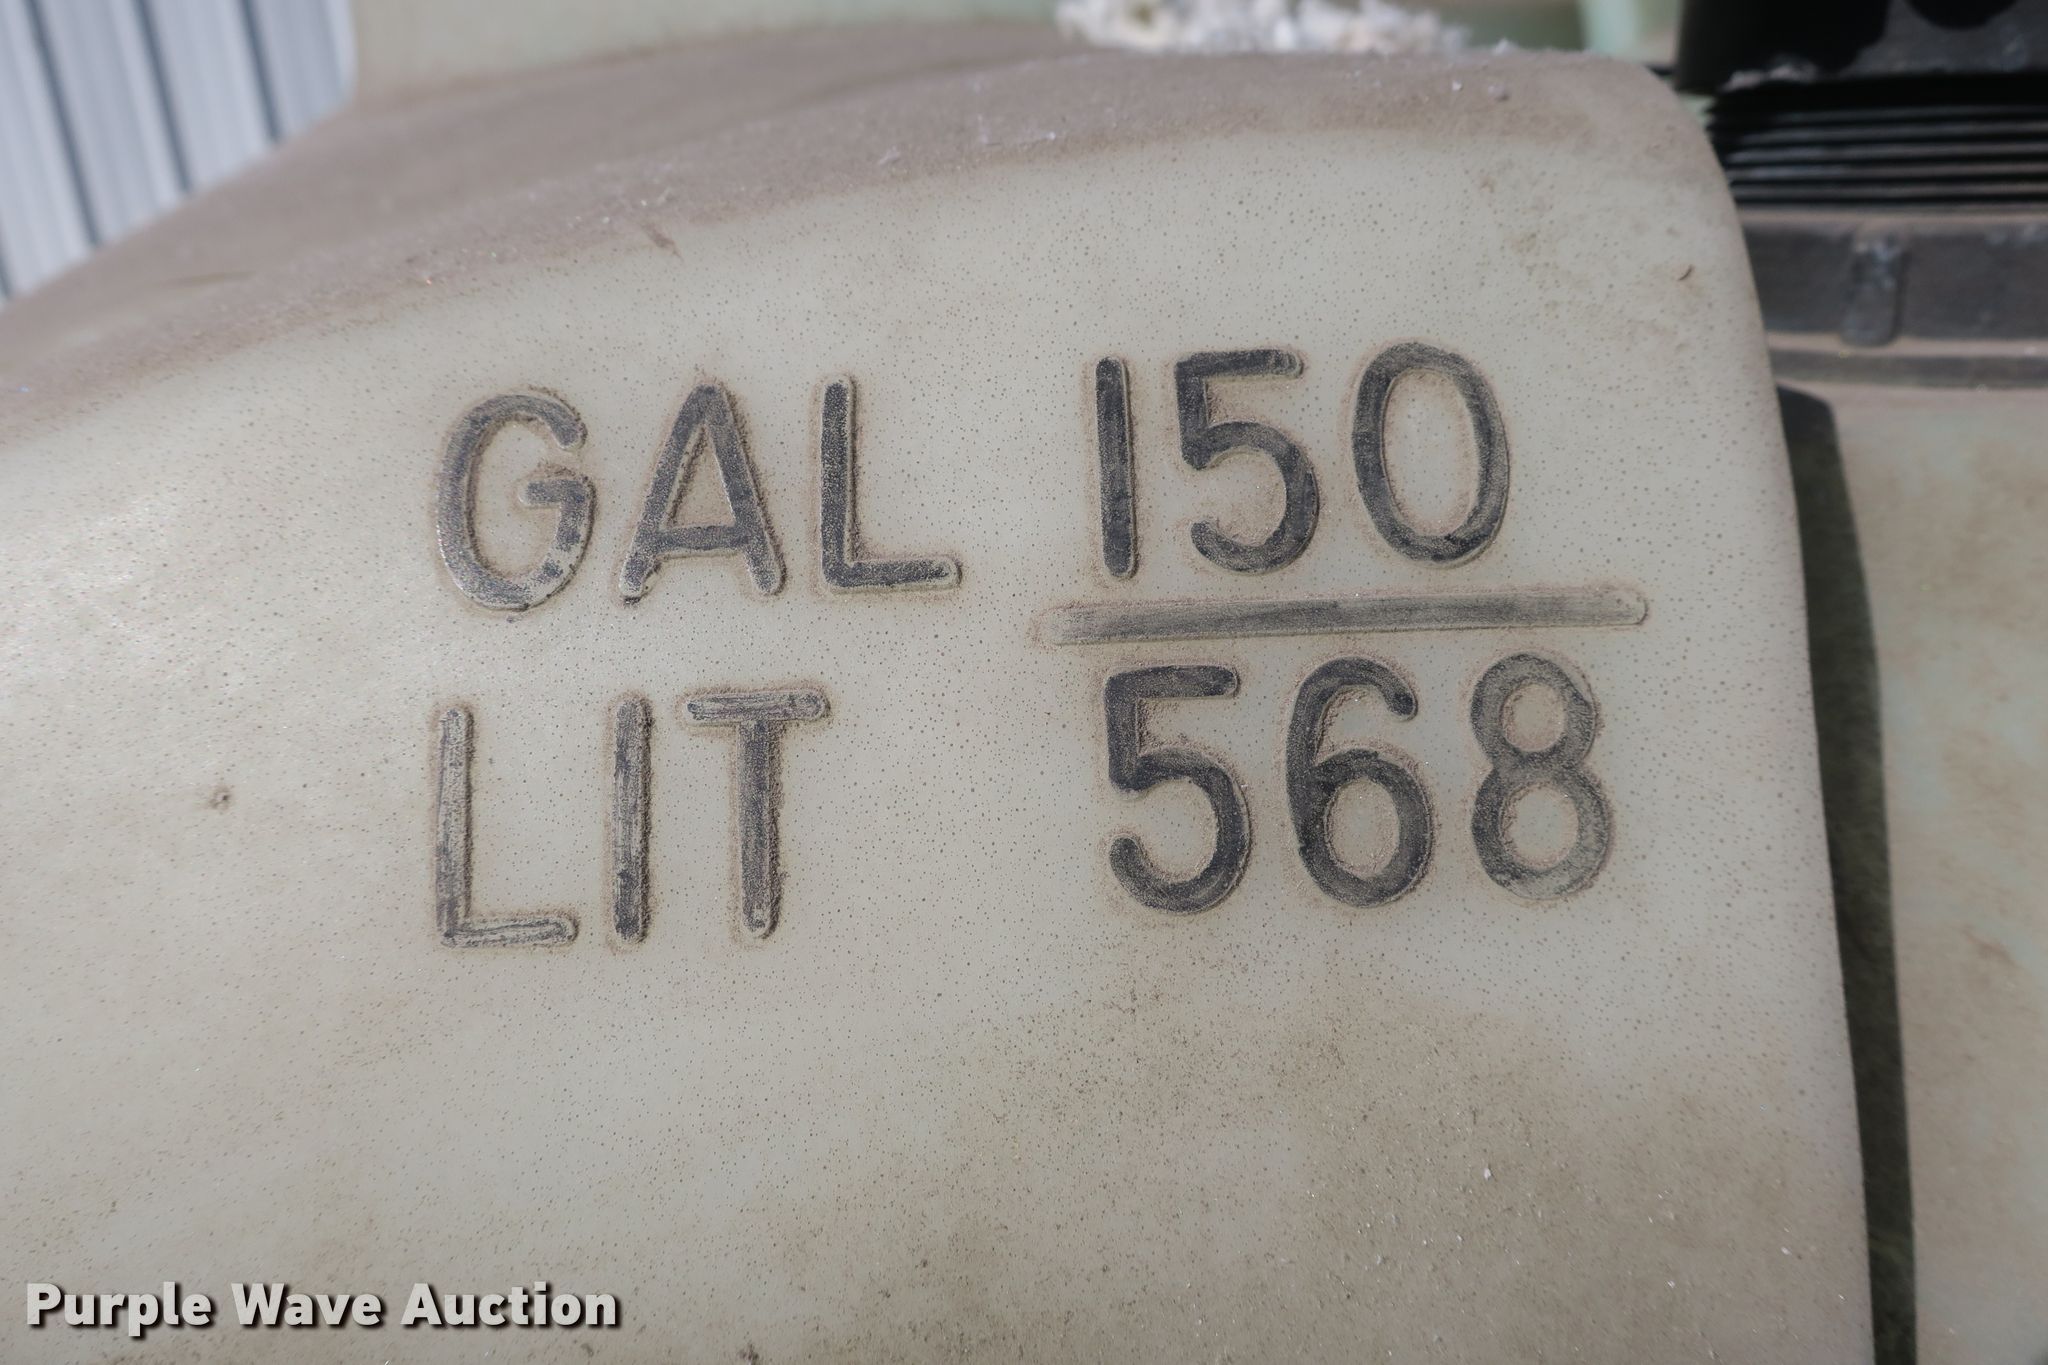 GAL 150
LIT 568
Purple Wave Auction